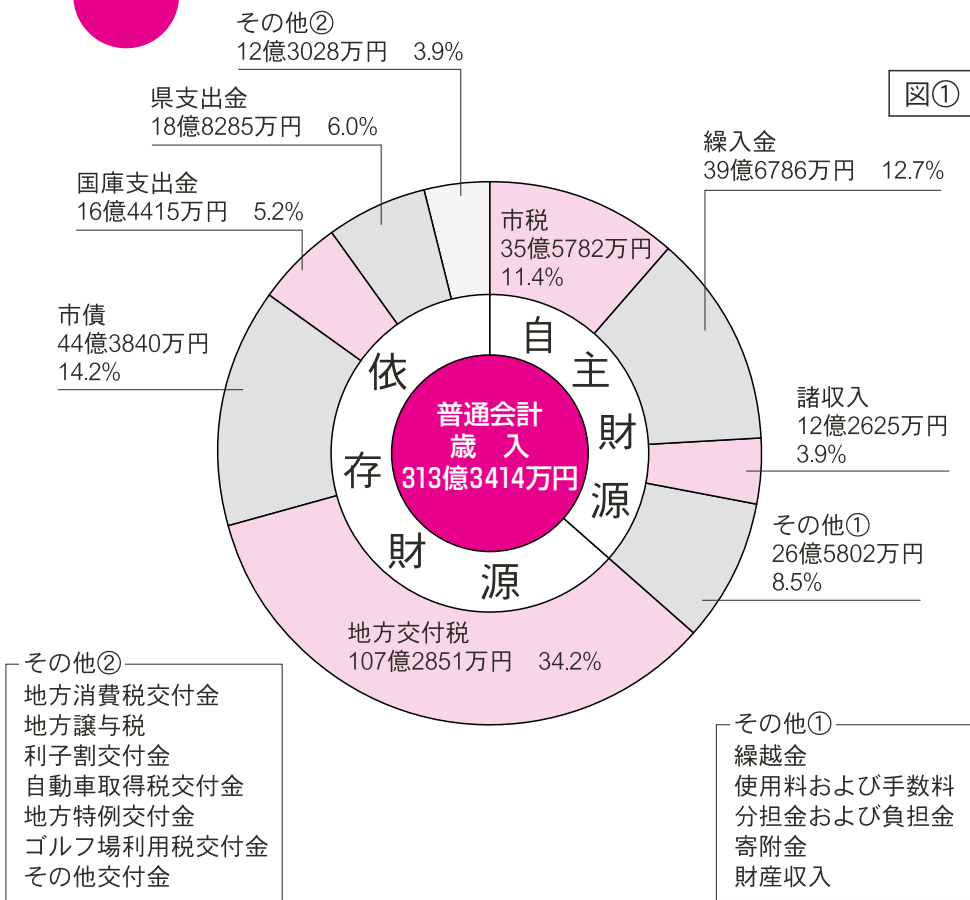 図①
その他②
12億3028万円 3.9%
県支出金
18億8285万円 6.0%
国庫支出金
16億4415万円 5.2%
市債
44億3840万円
14.2%
市税
35億5782万円
11.4%
繰入金
39億6786万円 12.7%
諸収入
12億2625万円
3.9%
その他①
26億5802万円
8.5%
地方交付税
107億2851万円 34.2%
自主財源
依存財源
普通会計
歳 入
313億3414万円
その他②
地方消費税交付金
地方譲与税
利子割交付金
自動車取得税交付金
地方特例交付金
ゴルフ場利用税交付金
その他交付金
その他①
繰越金
使用料および手数料
分担金および負担金
寄附金
財産収入